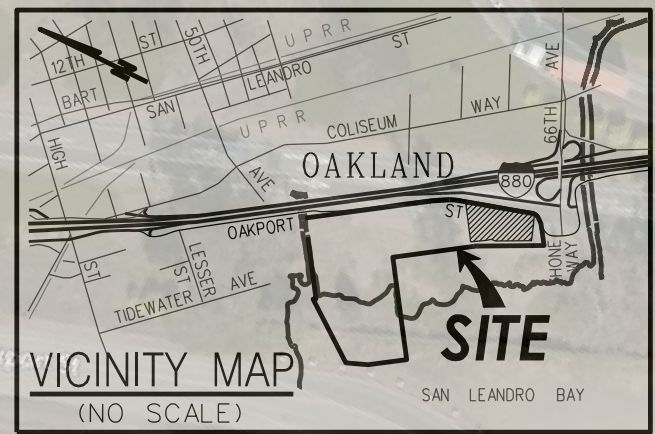 12TH ST
50TH AVE
UPRR
SAN LEANDRO ST
BART
UPRR
COLISEUM WAY
66TH AVE
HIGH ST
OAKLAND
880
OAKPORT ST
LESSER ST
TIDEWATER AVE
HONE WAY
SITE
VICINITY MAP
(NO SCALE)
SAN LEANDRO BAY